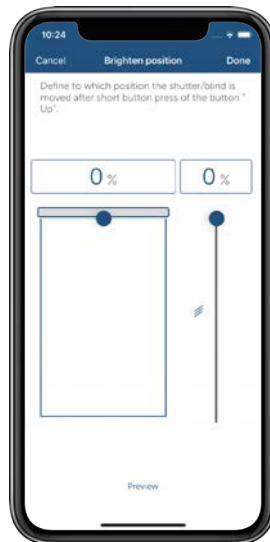 10:24
Cancel Brighten position Done
Define to which position the shutter/blind is
moved after short button press of the button "
Up".
0 % 0 %
Preview